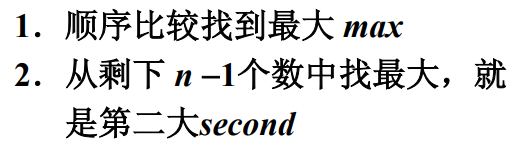 1. 顺序比较找到最大 max
2. 从剩下 n –1个数中找最大，就
是第二大second